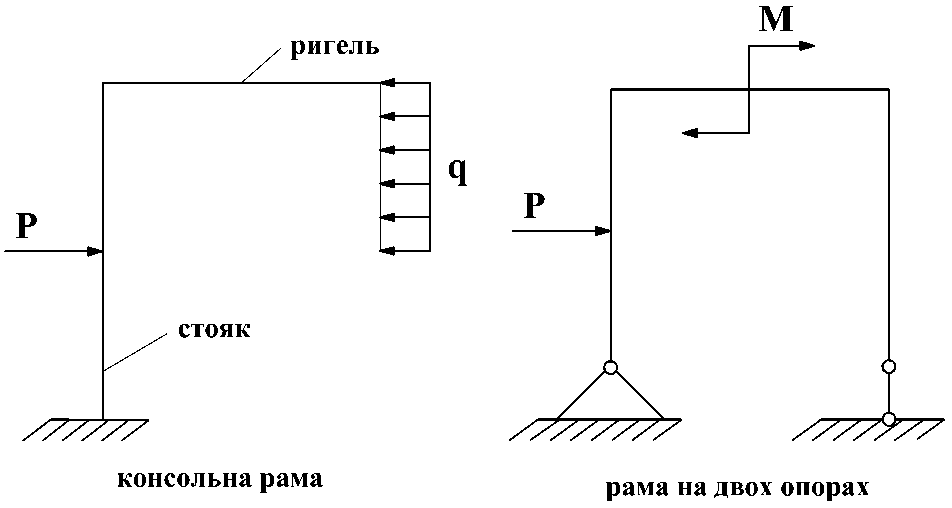 ригель
q
P
стояк
консольна рама
M
P
рама на двох опорах